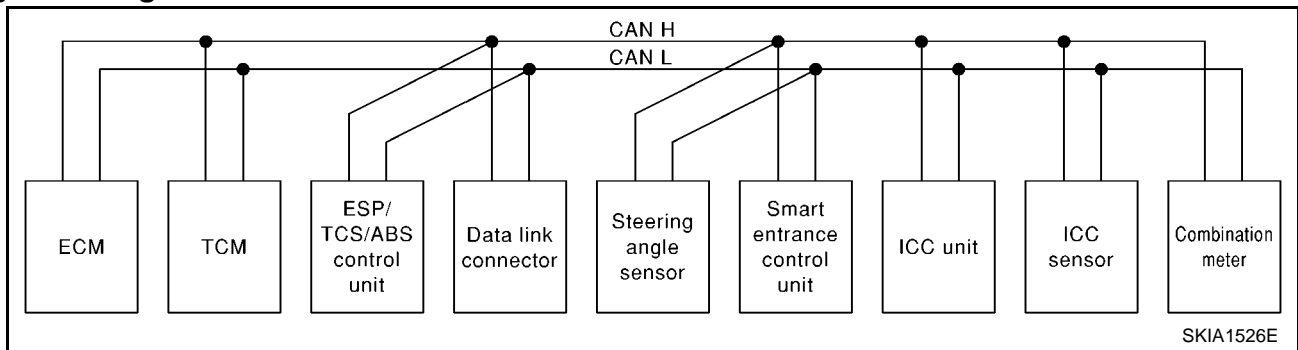 CAN H
CAN L
ECM
TCM
ESP/
TCS/ABS
control
unit
Data link
connector
Steering
angle
sensor
Smart
entrance
control
unit
ICC unit
ICC
sensor
Combination
meter
SKIA1526E